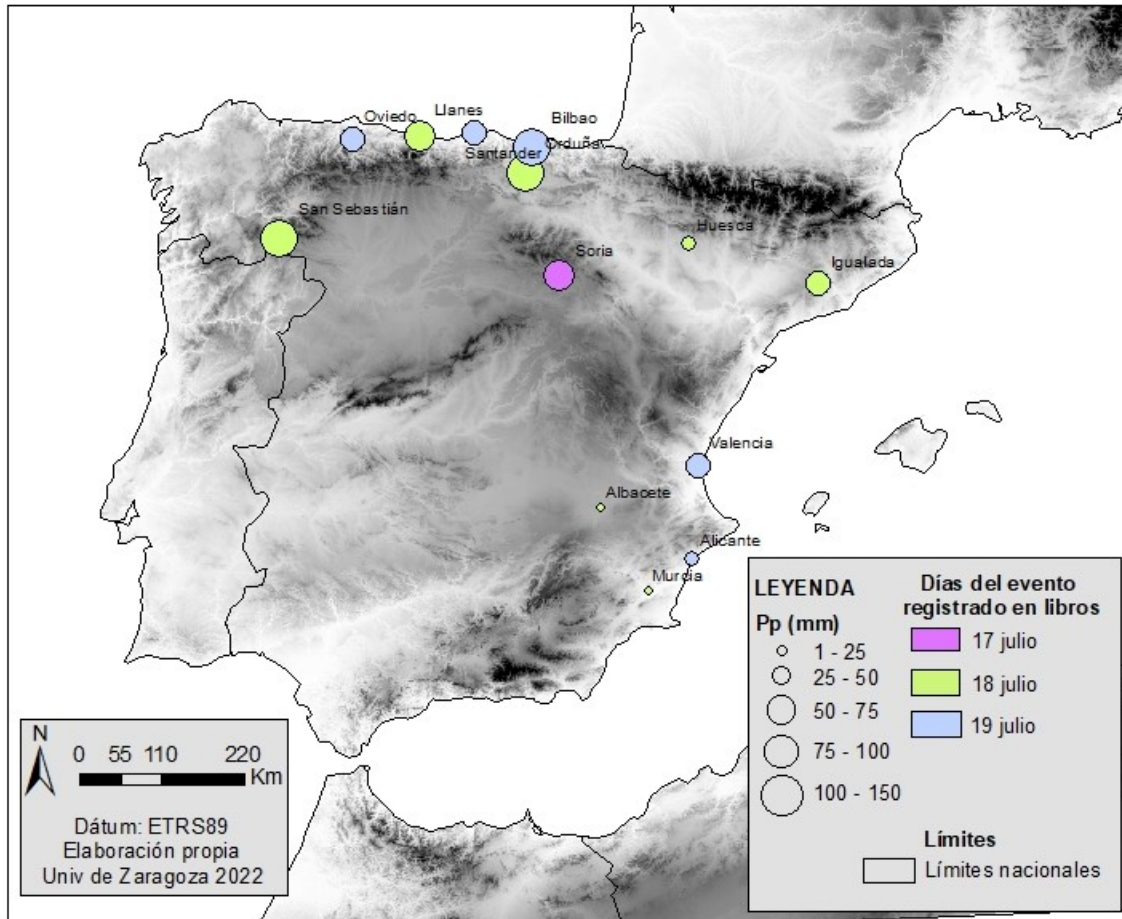 Oviedo
Llanes
Bilbao
Orduña
Santander
San Sebastián
Huesca
Soria
Igualada
Valencia
Albacete
Alicante
Murcia
LEYENDA
Pp (mm)
1 - 25
25 - 50
50 - 75
75 - 100
100 - 150
Días del evento
registrado en libros
17 julio
18 julio
19 julio
Límites
Límites nacionales
N
0 55 110 220
Km
Dátum: ETRS89
Elaboración propia
Univ de Zaragoza 2022